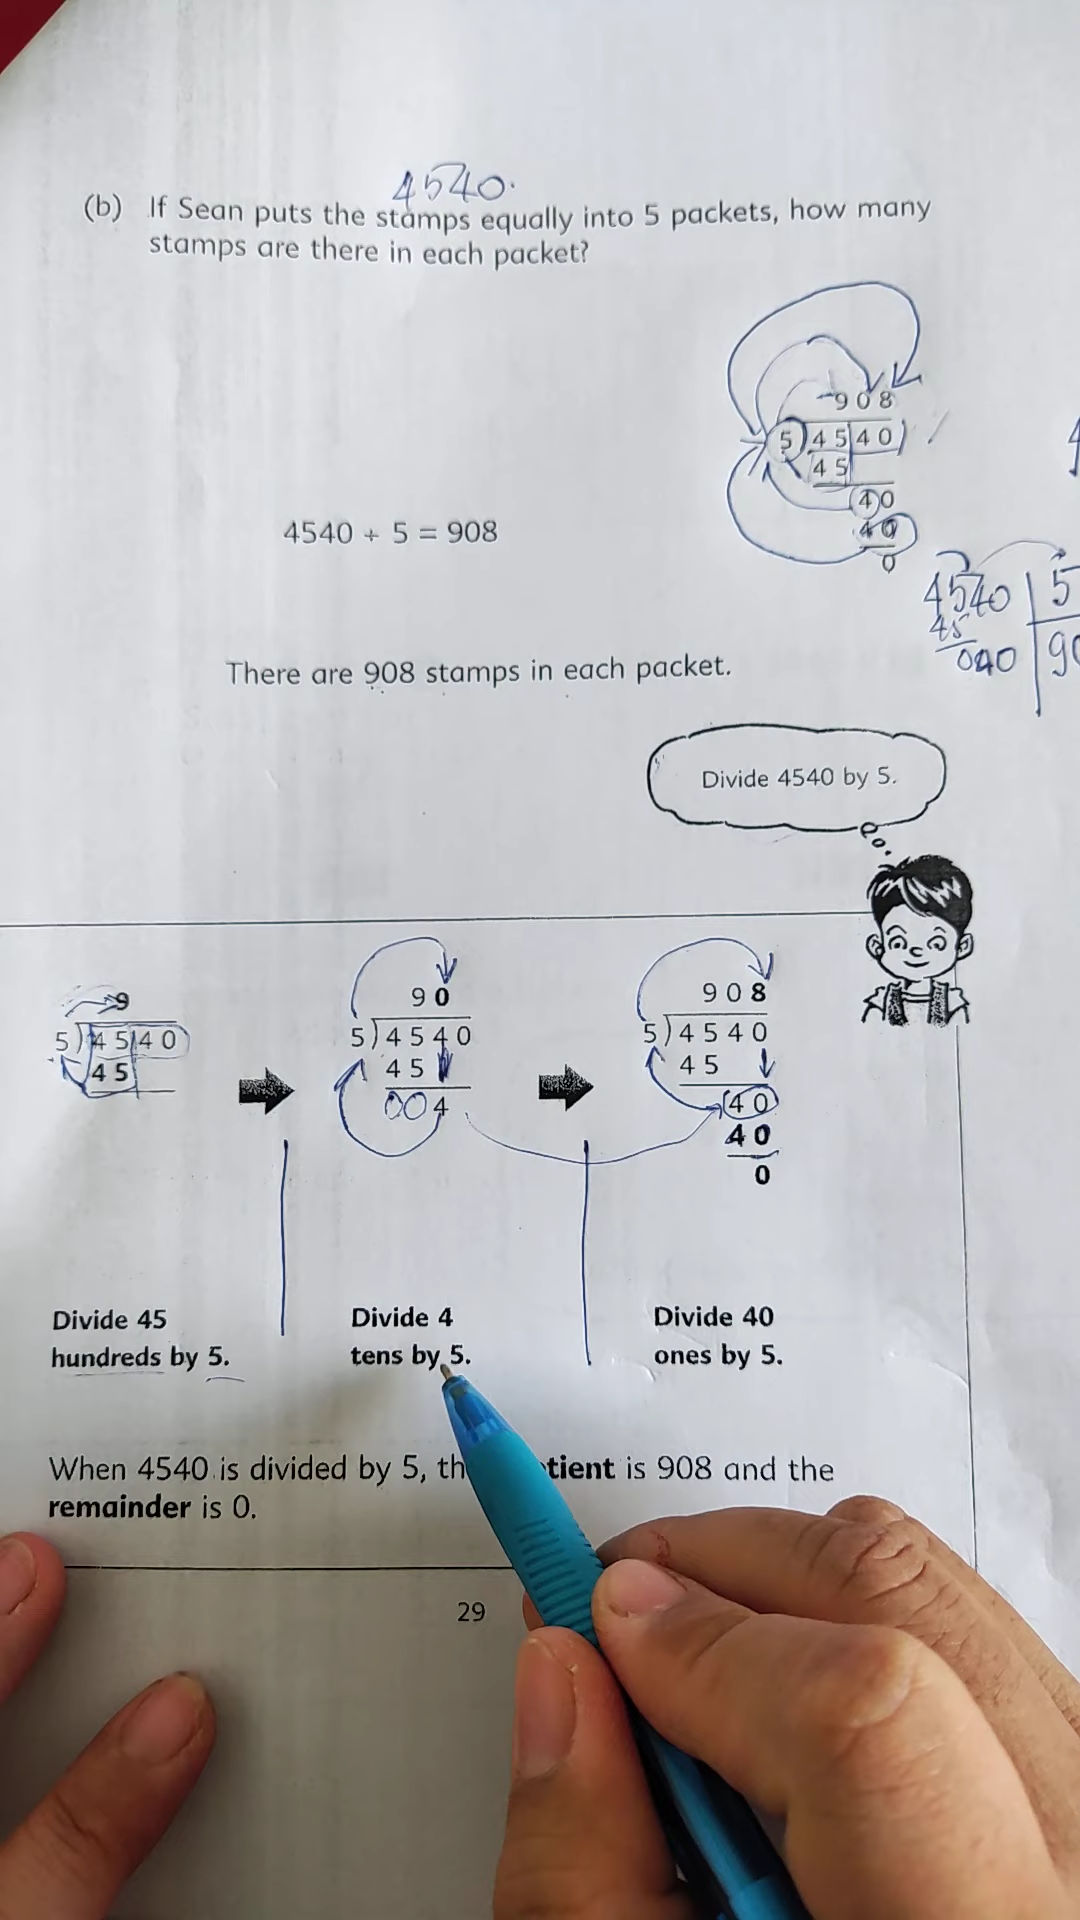 4540.
(b) If Sean puts the stamps equally into 5 packets, how many
stamps are there in each packet?
908
5)4540
45
40
40
0
4540 ÷ 5 = 908
4540 5
45
040
There are 908 stamps in each packet.
Divide 4540 by 5.
9
5)4540
45
90
5)4540
45
004
908
5)4540
45
40
40
0
Divide 45
hundreds by 5.
Divide 4
tens by 5.
Divide 40
ones by 5.
When 4540 is divided by 5, tient is 908 and the
remainder is 0.
29